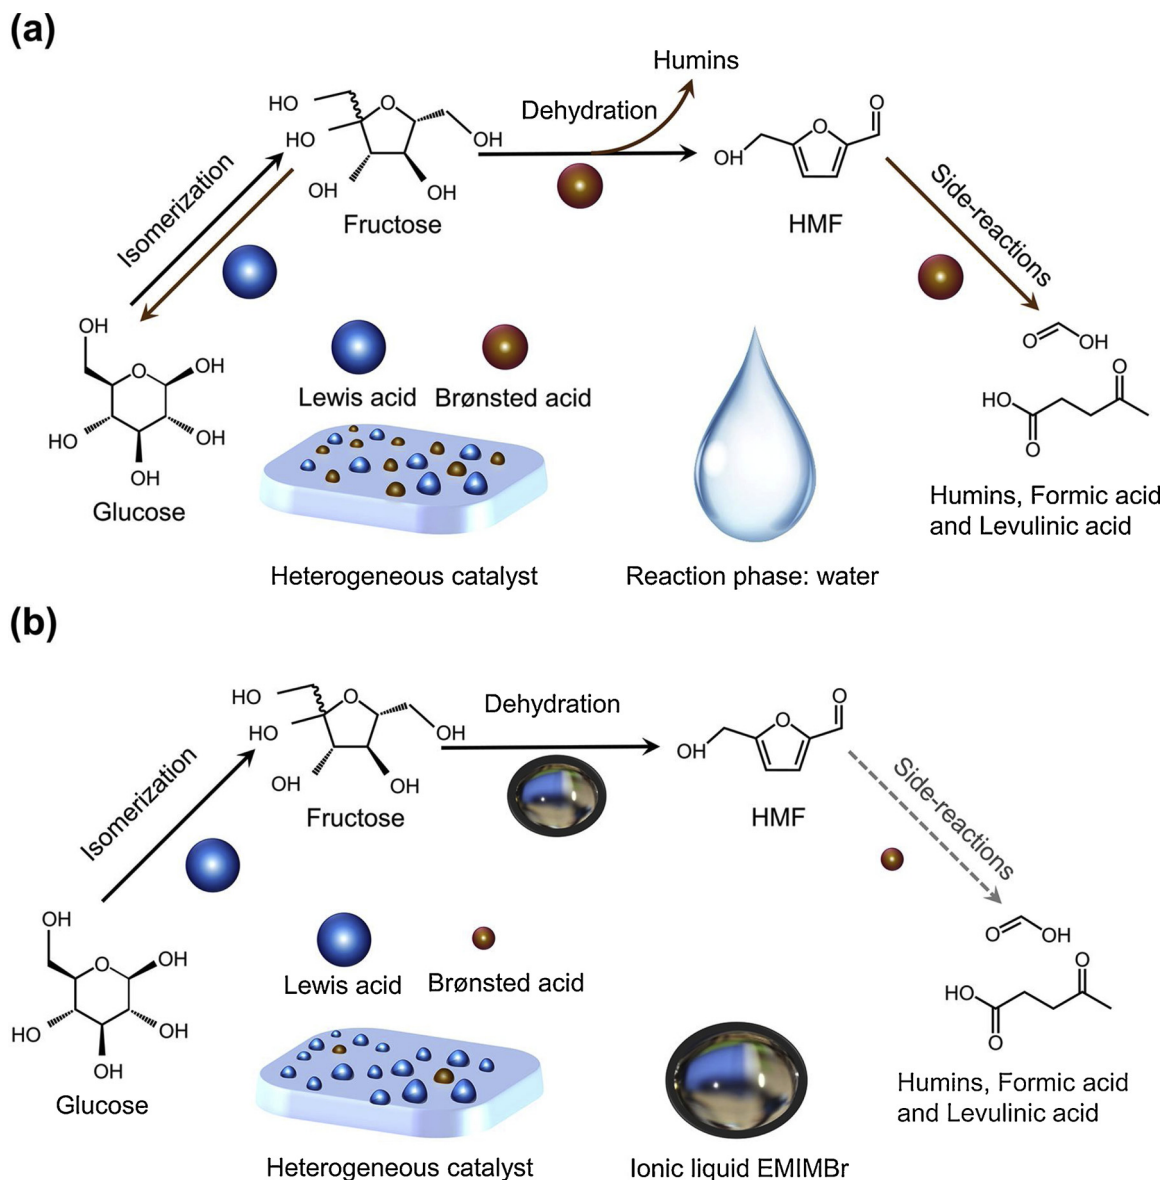 (a)
Humins
Dehydration
HO
O
O
HO
OH
OH
O
OH
OH
Isomerization
Fructose
HMF
Side-reactions
OH
O
OH
O
OH
O
HO
OH
OH
HO
O
O
Lewis acid
Brønsted acid
Glucose
Humins, Formic acid
and Levulinic acid
Heterogeneous catalyst
Reaction phase: water
(b)
Dehydration
HO
O
O
HO
OH
OH
O
OH
OH
Isomerization
Fructose
HMF
Side-reactions
OH
O
OH
O
OH
O
HO
OH
OH
HO
O
O
Lewis acid
Brønsted acid
Glucose
Humins, Formic acid
and Levulinic acid
Heterogeneous catalyst
Ionic liquid EMIMBr